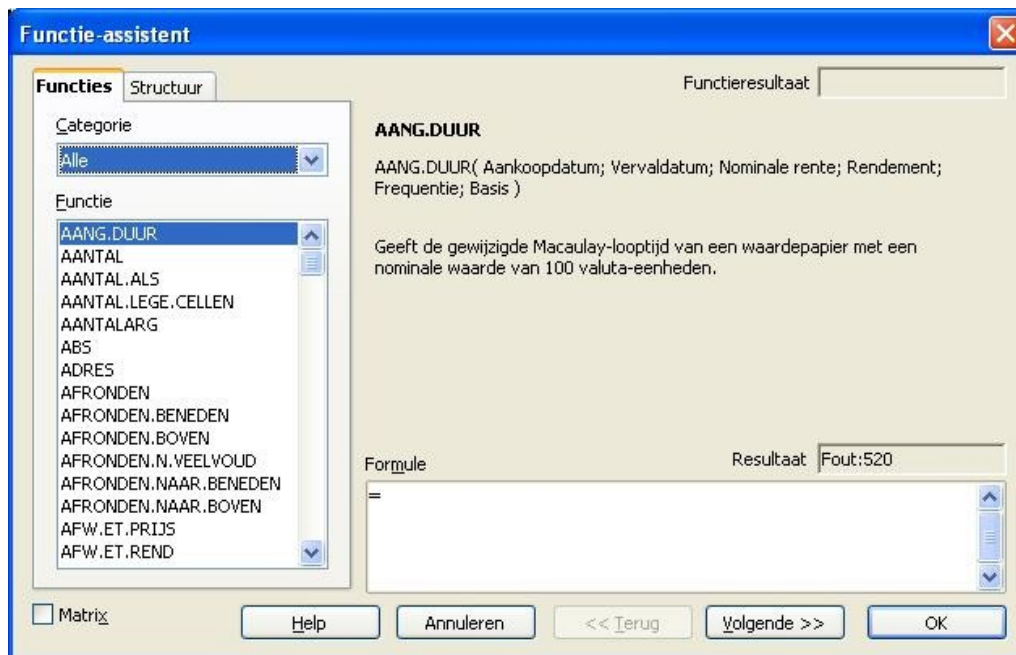 Functie-assistent
Functies
Structuur
Functieresultaat
Categorie
Alle
Functie
AANG.DUUR
AANTAL
AANTAL.ALS
AANTAL.LEGE.CELLEN
AANTALARG
ABS
ADRES
AFRONDEN
AFRONDEN.BENEDEN
AFRONDEN.BOVEN
AFRONDEN.N.VEELVOUD
AFRONDEN.NAAR.BENEDEN
AFRONDEN.NAAR.BOVEN
AFW.ET.PRIJS
AFW.ET.REND
AANG.DUUR
AANG.DUUR( Aankoopdatum; Vervaldatum; Nominale rente; Rendement;
Frequentie; Basis )
Geeft de gewijzigde Macaulay-looptijd van een waardepapier met een
nominale waarde van 100 valuta-eenheden.
Formule
Resultaat Fout:520
=
Matrix
Help
Annuleren
<< Terug
Volgende >>
OK